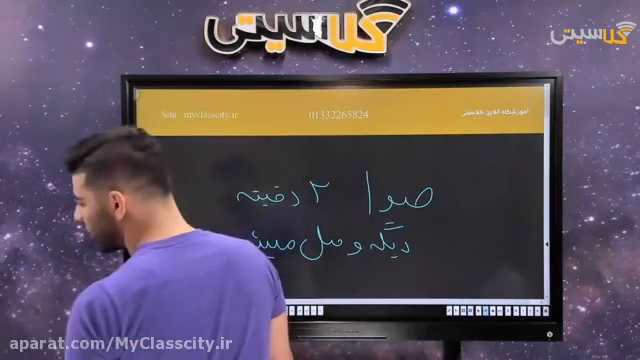 کلاسیتی
کلاسیتی
Site myclasscity.ir
01332265824
آموزشگاه آنلاین کلاسیتی
صدا ۲ دقیقه
دیگه وصل میشه
aparat.com/MyClasscity.ir